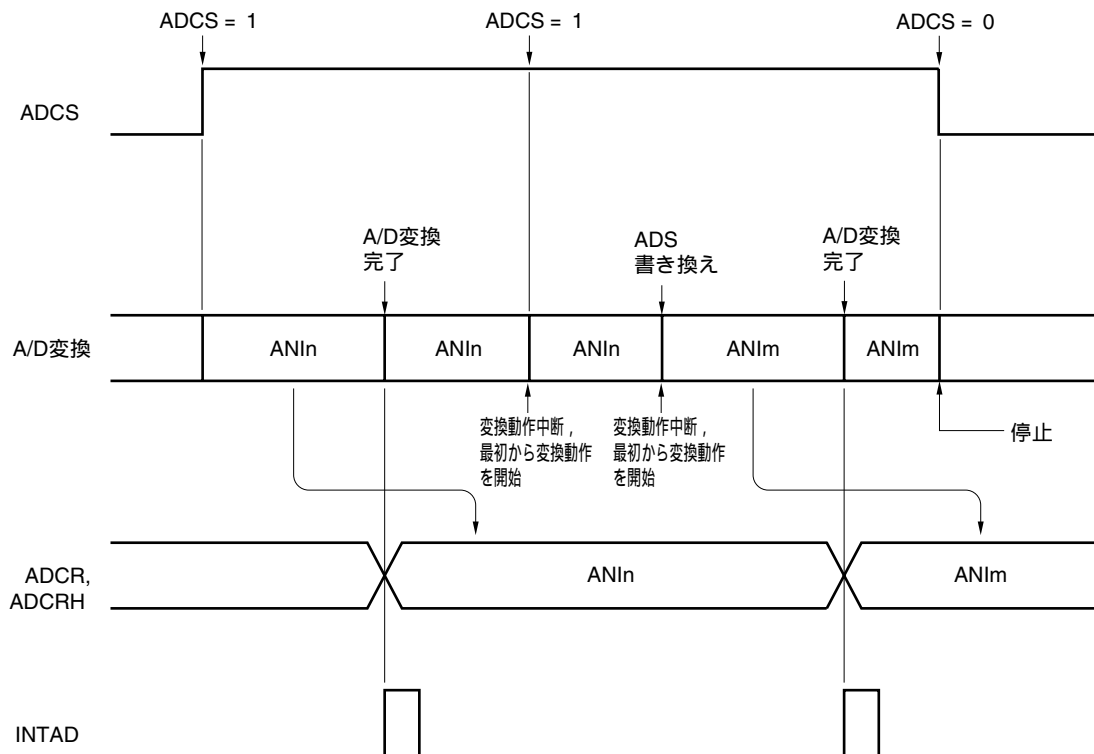 ADCS = 1
ADCS = 1
ADCS = 0
ADCS
A/D変換
完了
ADS
書き換え
A/D変換
完了
A/D変換
ANIn
ANIn
ANIn
ANIm
ANIm
変換動作中断，
最初から変換動作
を開始
変換動作中断，
最初から変換動作
を開始
停止
ADCR,
ADCRH
ANIn
ANIm
INTAD